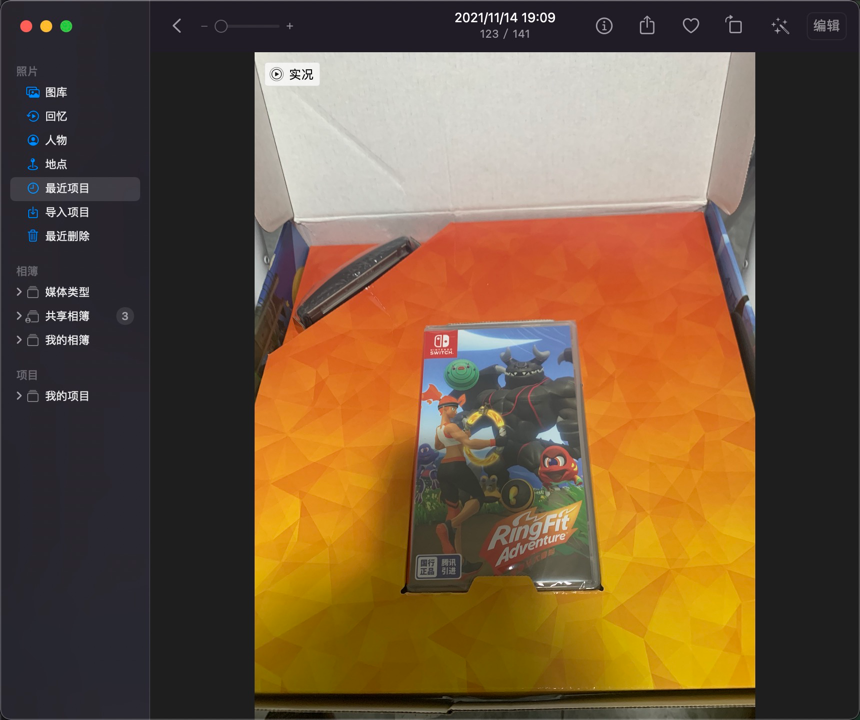 2021/11/14 19:09
123 / 141
编辑
照片
图库
回忆
人物
地点
最近项目
导入项目
最近删除
相簿
媒体类型
共享相簿
3
我的相簿
项目
我的项目
实况
NINTENDO
SWITCH
RingFit
Adventure
国行 腾讯
正品 引进